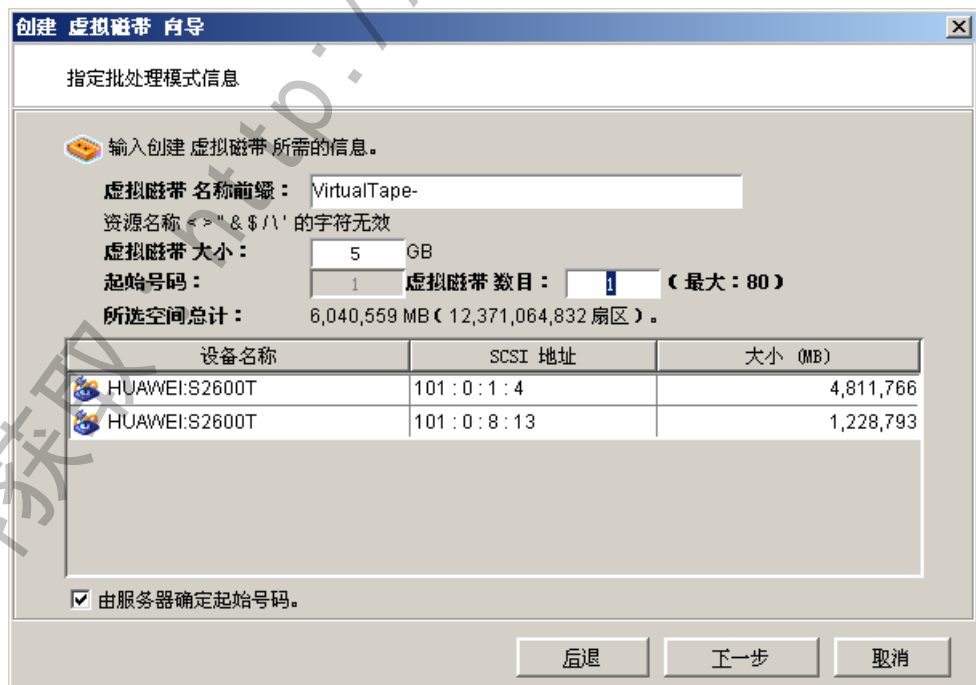 创建 虚拟磁带 向导
指定批处理模式信息
输入创建 虚拟磁带 所需的信息。
虚拟磁带 名称前缀： VirtualTape-
资源名称 < > " & $ / \ ' 的字符无效
虚拟磁带 大小： 5 GB
起始号码： 1 虚拟磁带 数目： 1 （最大：80）
所选空间总计： 6,040,559 MB（12,371,064,832 扇区）。
设备名称 SCSI 地址 大小 (MB)
HUAWEI:S2600T 101 : 0 : 1 : 4 4,811,766
HUAWEI:S2600T 101 : 0 : 8 : 13 1,228,793
由服务器确定起始号码。
后退 下一步 取消
获取：http:/